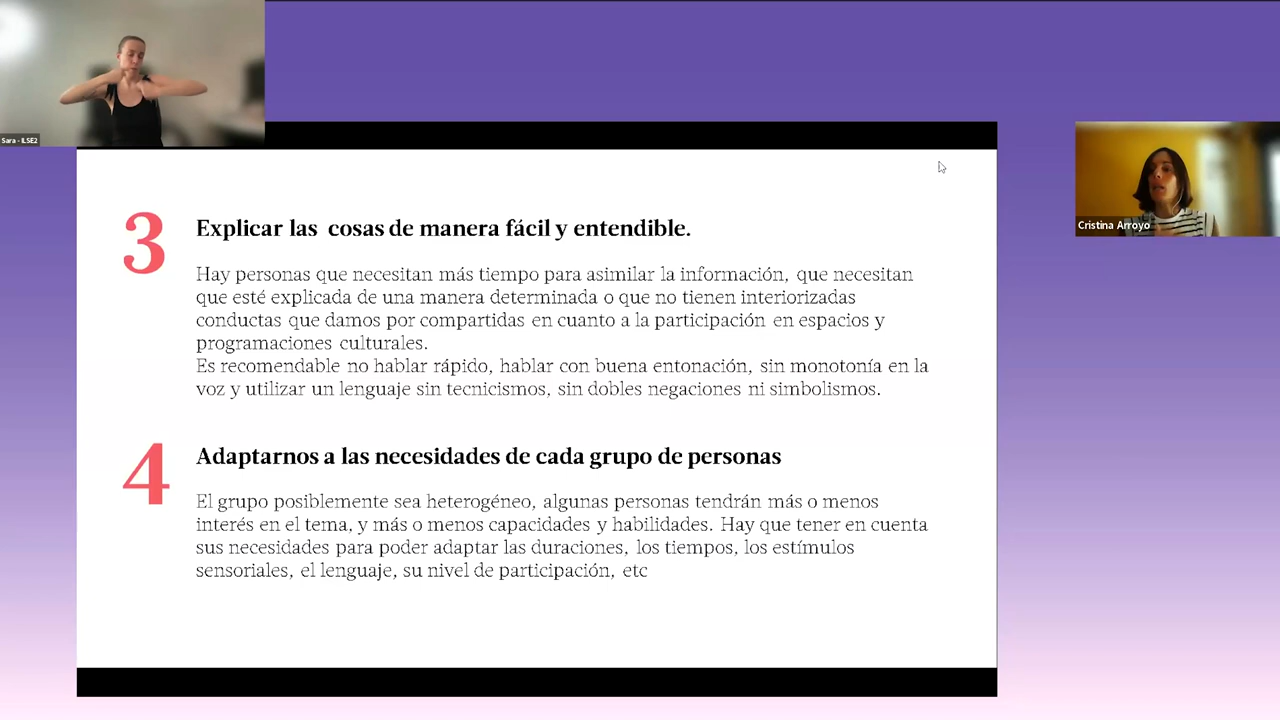 Sara - ILSE2
Cristina Arroyo
3
Explicar las cosas de manera fácil y entendible.
Hay personas que necesitan más tiempo para asimilar la información, que necesitan
que esté explicada de una manera determinada o que no tienen interiorizadas
conductas que damos por compartidas en cuanto a la participación en espacios y
programaciones culturales.
Es recomendable no hablar rápido, hablar con buena entonación, sin monotonía en la
voz y utilizar un lenguaje sin tecnicismos, sin dobles negaciones ni simbolismos.
4
Adaptarnos a las necesidades de cada grupo de personas
El grupo posiblemente sea heterogéneo, algunas personas tendrán más o menos
interés en el tema, y más o menos capacidades y habilidades. Hay que tener en cuenta
sus necesidades para poder adaptar las duraciones, los tiempos, los estímulos
sensoriales, el lenguaje, su nivel de participación, etc